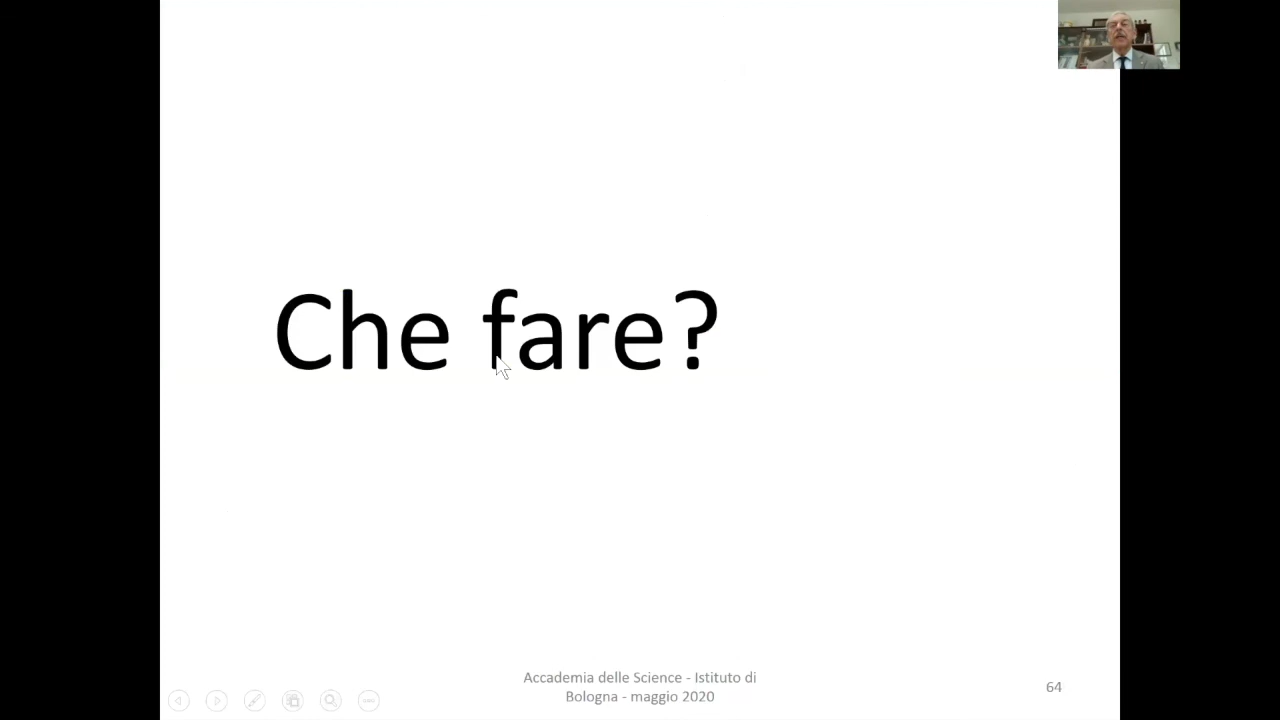 Che fare?
Accademia delle Science - Istituto di
Bologna - maggio 2020
64